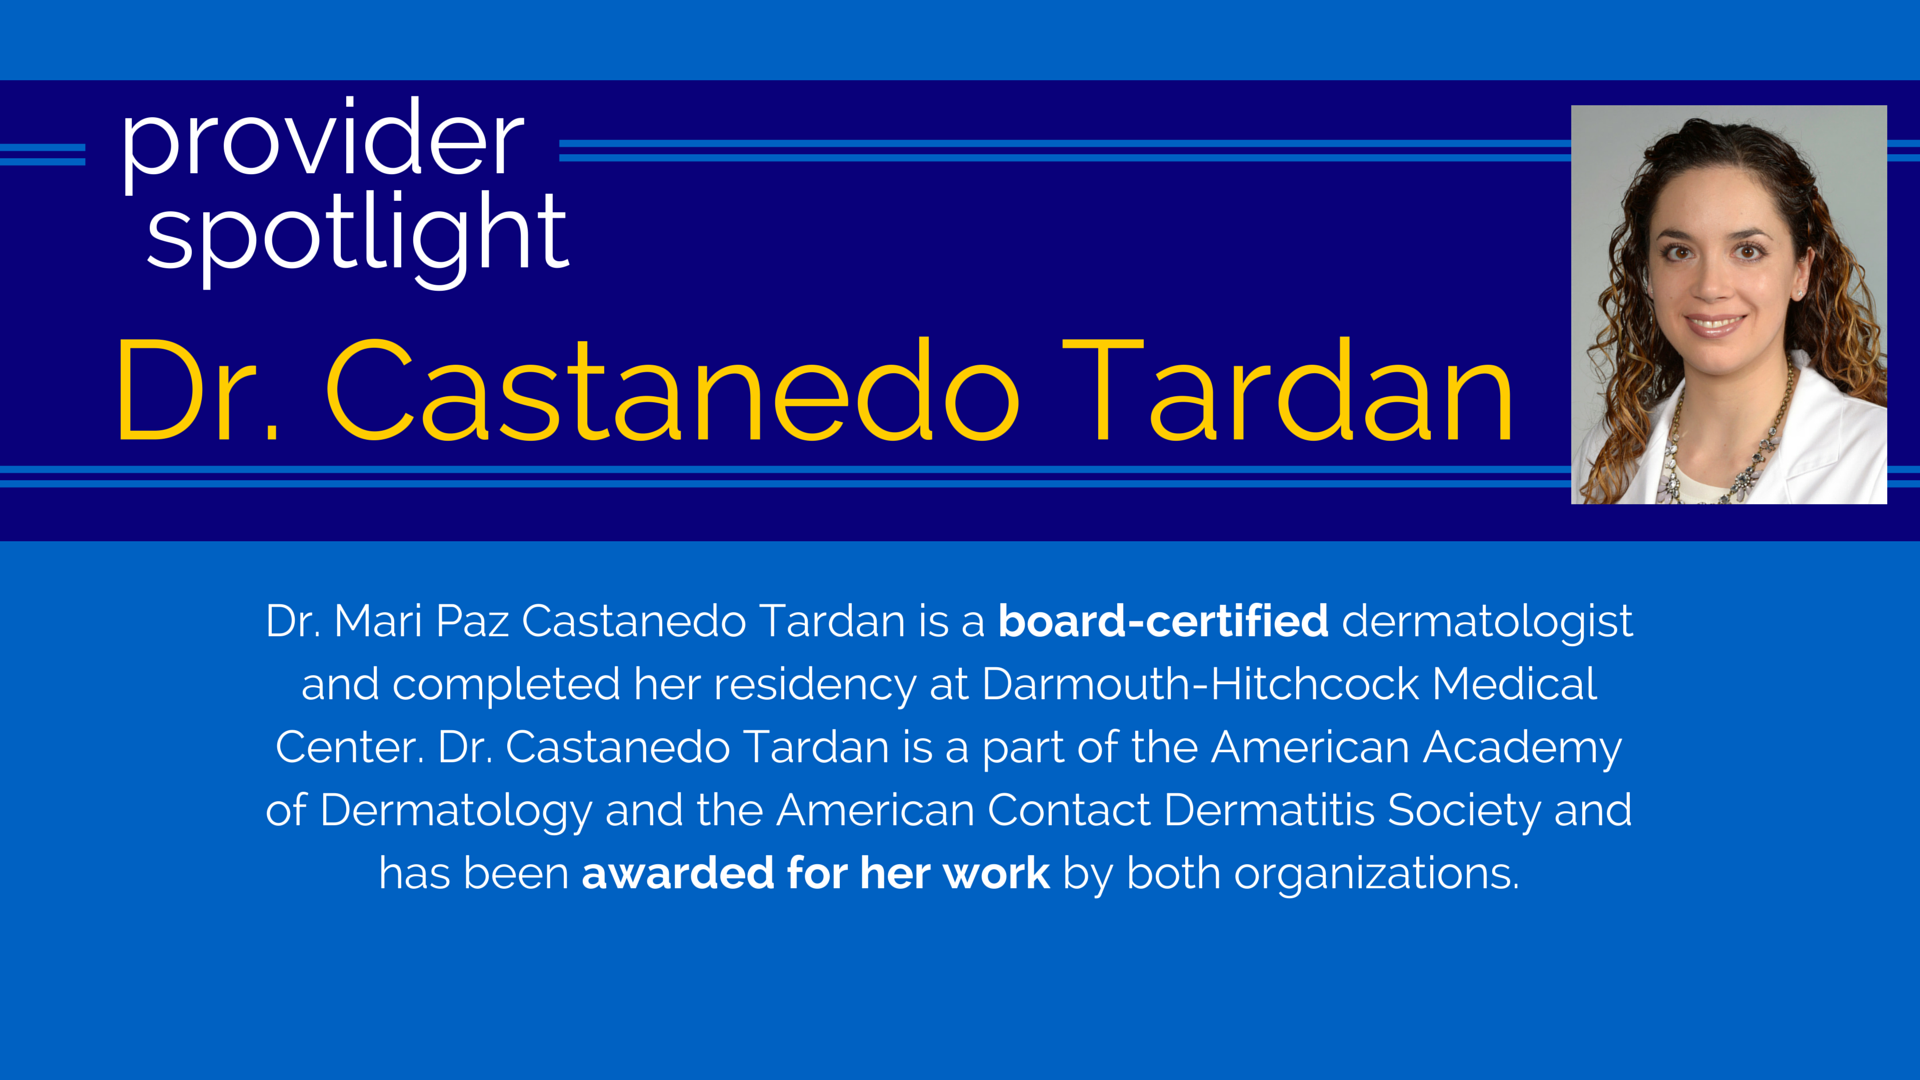 provider
spotlight
Dr. Castanedo Tardan
Dr. Mari Paz Castanedo Tardan is a board-certified dermatologist
and completed her residency at Darmouth-Hitchcock Medical
Center. Dr. Castanedo Tardan is a part of the American Academy
of Dermatology and the American Contact Dermatitis Society and
has been awarded for her work by both organizations.